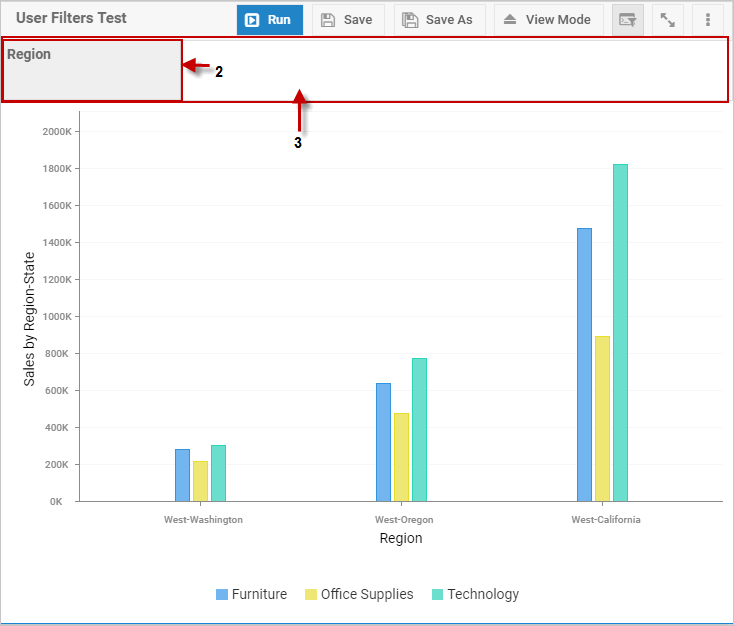 User Filters Test
Run
Save
Save As
View Mode
Region
2
3
2000K
1800K
1600K
1400K
1200K
1000K
800K
600K
400K
200K
0K
Sales by Region-State
West-Washington
West-Oregon
West-California
Region
Furniture
Office Supplies
Technology